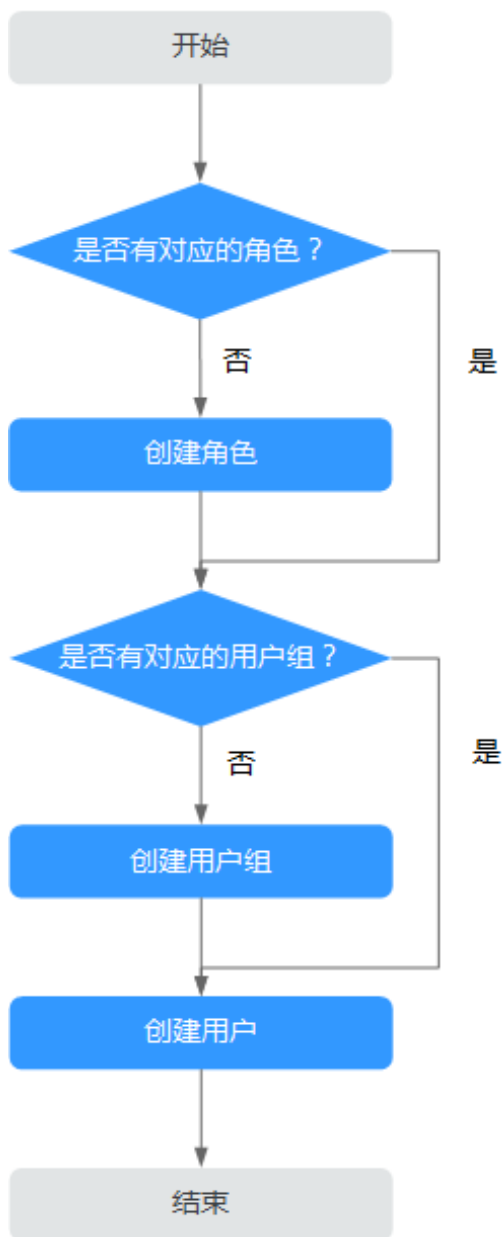 开始
是否有对应的角色？
否
是
创建角色
是否有对应的用户组？
否
是
创建用户组
创建用户
结束